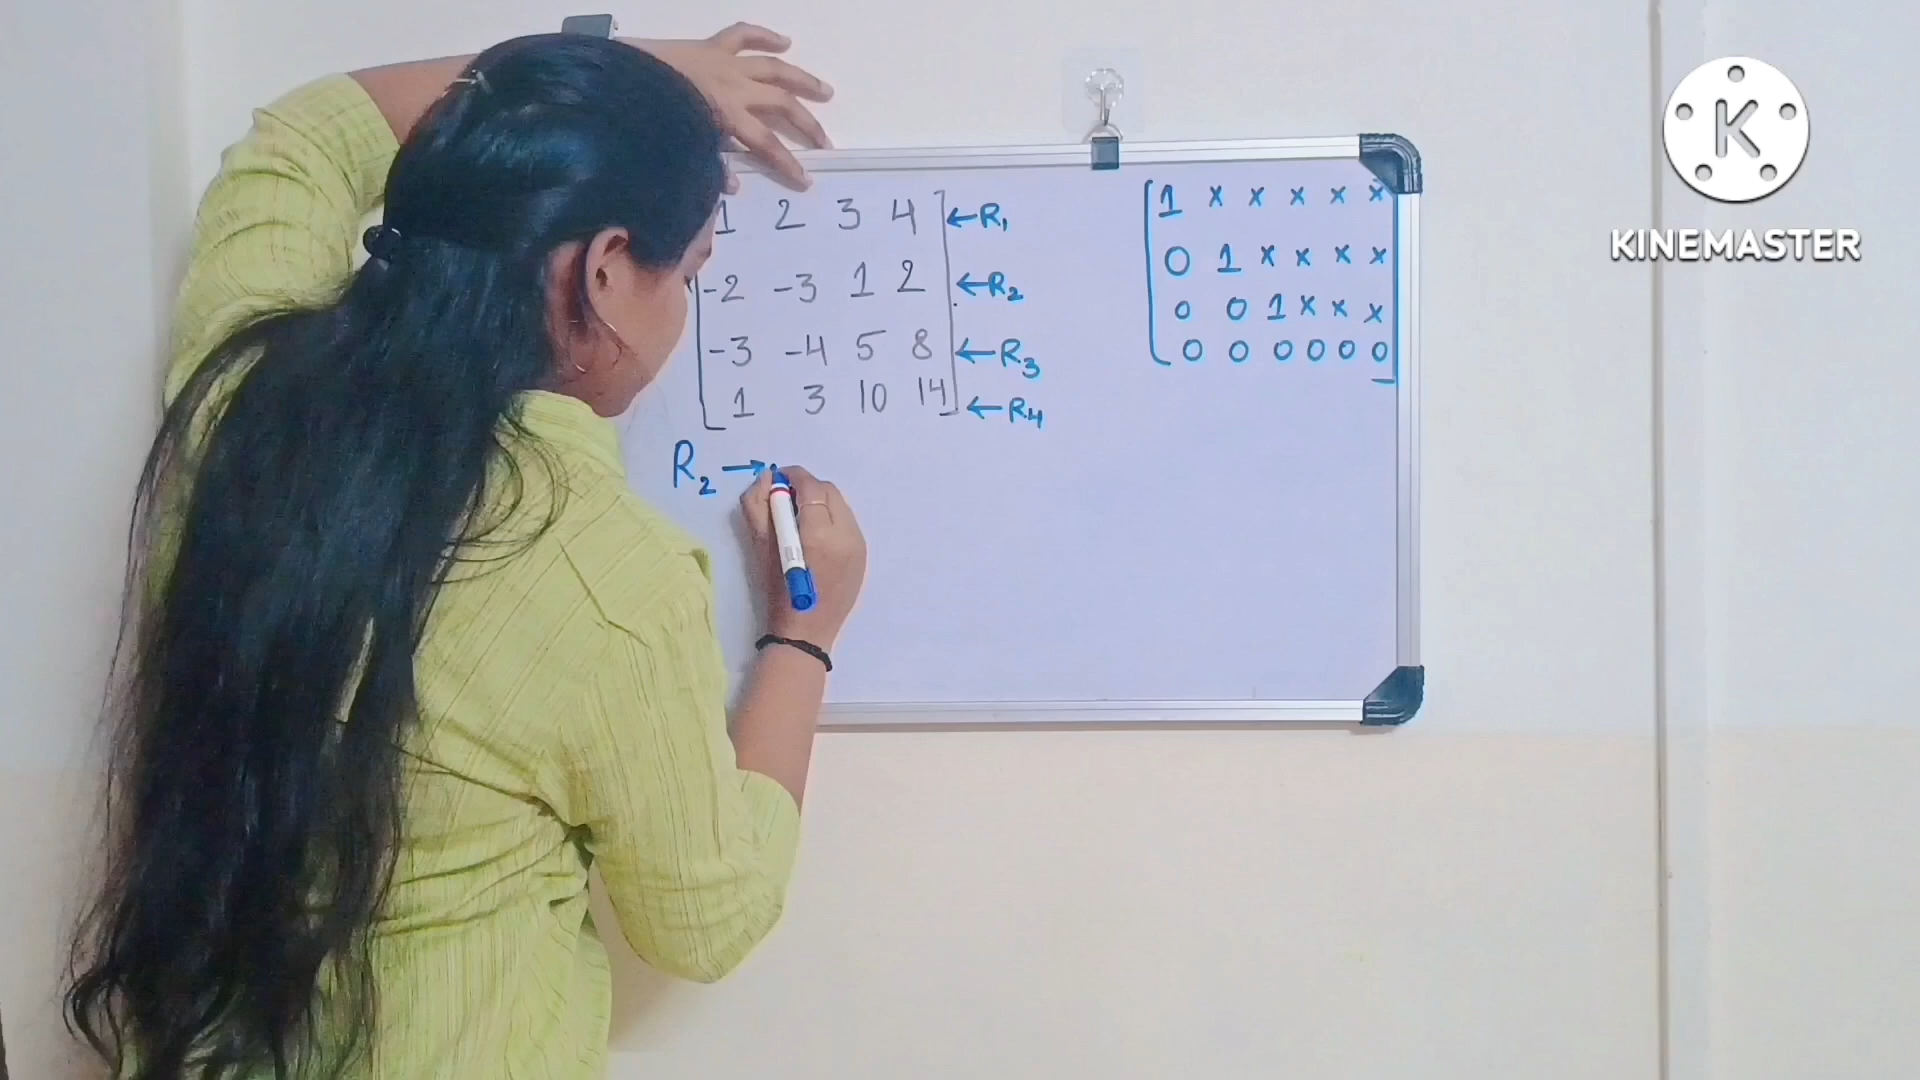 1 2 3 4 ←R₁
-2 -3 1 2 ←R₂
-3 -4 5 8 ←R₃
1 3 10 14 ←R4
R₂ →
1 x x x x x
0 1 x x x x
0 0 1 x x x
0 0 0 0 0 0
K
KINEMASTER